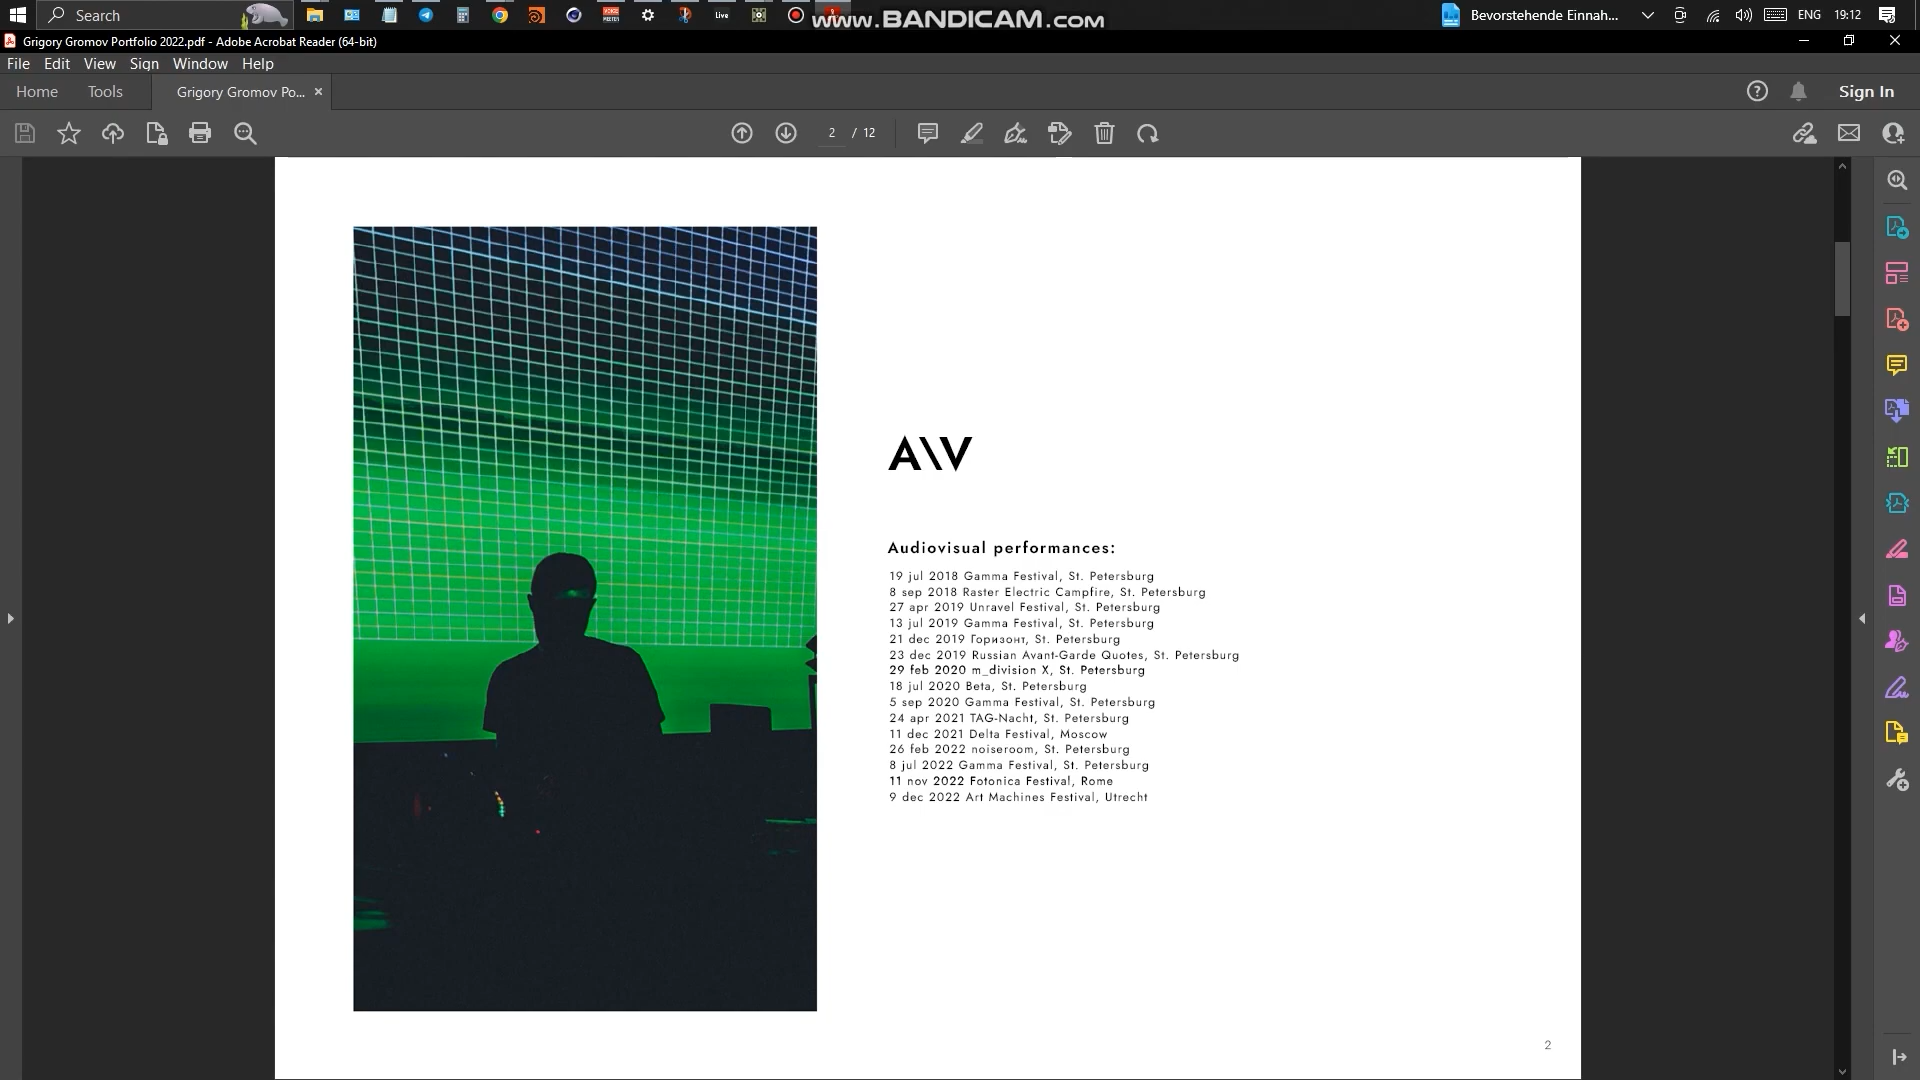 Search
VOICE
MEETER
Live
www.BANDICAM.com
Bevorstehende Einnah...
ENG
19:12
Grigory Gromov Portfolio 2022.pdf - Adobe Acrobat Reader (64-bit)
File Edit View Sign Window Help
Home Tools Grigory Gromov Po... ×
Sign In
2 / 12
A\V
Audiovisual performances:
19 jul 2018 Gamma Festival, St. Petersburg
8 sep 2018 Raster Electric Campfire, St. Petersburg
27 apr 2019 Unravel Festival, St. Petersburg
13 jul 2019 Gamma Festival, St. Petersburg
21 dec 2019 Горизонт, St. Petersburg
23 dec 2019 Russian Avant-Garde Quotes, St. Petersburg
29 feb 2020 m_division X, St. Petersburg
18 jul 2020 Beta, St. Petersburg
5 sep 2020 Gamma Festival, St. Petersburg
24 apr 2021 TAG-Nacht, St. Petersburg
11 dec 2021 Delta Festival, Moscow
26 feb 2022 noiseroom, St. Petersburg
8 jul 2022 Gamma Festival, St. Petersburg
11 nov 2022 Fotonica Festival, Rome
9 dec 2022 Art Machines Festival, Utrecht
2